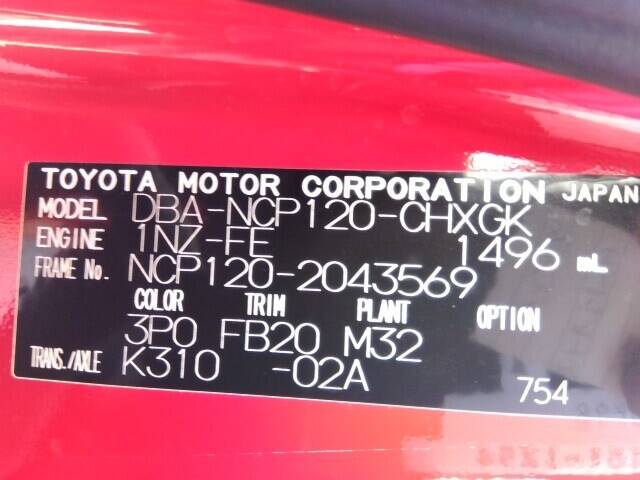 TOYOTA MOTOR CORPORATION JAPAN
MODEL DBA-NCP120-CHXGK
ENGINE 1NZ-FE 1496 mL
FRAME No. NCP120-2043569
COLOR TRIM PLANT OPTION
3P0 FB20 M32
TRANS./AXLE K310 -02A
754